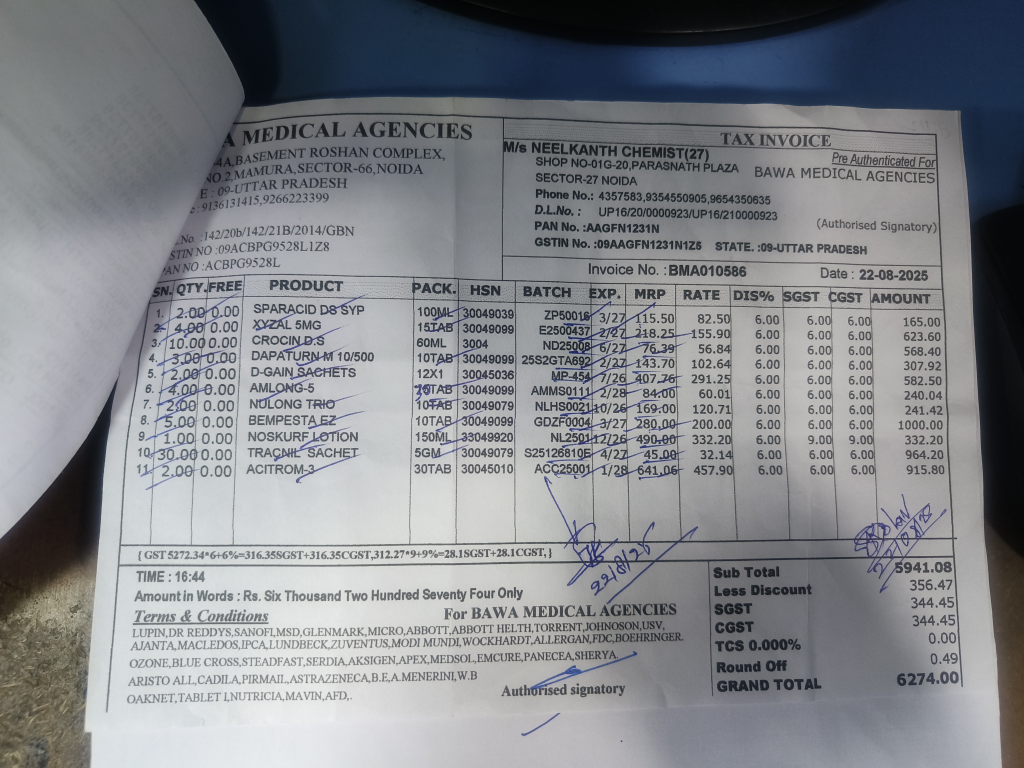 A MEDICAL AGENCIES
4A,BASEMENT ROSHAN COMPLEX,
NO.2,MAMURA,SECTOR-66,NOIDA
E : 09-UTTAR PRADESH
: 9136131415,9266223399
.No :142/20b/142/21B/2014/GBN
STIN NO :09ACBPG9528L1Z8
PAN NO :ACBPG9528L
TAX INVOICE
M/s NEELKANTH CHEMIST(27)
SHOP NO-01G-20,PARASNATH PLAZA
SECTOR-27 NOIDA
Phone No.: 4357583,9354550905,9654350635
D.L.No. : UP16/20/0000923/UP16/210000923
PAN No. :AAGFN1231N
GSTIN No.:09AAGFN1231N1Z5 STATE. :09-UTTAR PRADESH
Pre Authenticated For
BAWA MEDICAL AGENCIES
(Authorised Signatory)
Invoice No. :BMA010586 Date : 22-08-2025
SN. QTY. FREE PRODUCT PACK. HSN BATCH EXP. MRP RATE DIS% SGST CGST AMOUNT
1. 2.00 0.00 SPARACID DS SYP 100ML 30049039 ZP50016 3/27 115.50 82.50 6.00 6.00 6.00 165.00
2. 4.00 0.00 XYZAL 5MG 15TAB 30049099 E2500437 2/27 218.25 155.90 6.00 6.00 6.00 623.60
3. 10.00 0.00 CROCIN D.S 60ML 3004 ND25008 6/27 76.39 56.84 6.00 6.00 6.00 568.40
4. 3.00 0.00 DAPATURN M 10/500 10TAB 30049099 25S2GTA692 2/27 143.70 102.64 6.00 6.00 6.00 307.92
5. 2.00 0.00 D-GAIN SACHETS 12X1 30045036 MP-454 7/26 407.76 291.25 6.00 6.00 6.00 582.50
6. 4.00 0.00 AMLONG-5 TAB 30049099 AMMS0111 2/28 84.00 60.01 6.00 6.00 6.00 240.04
7. 2.00 0.00 NULONG TRIO 10TAB 30049079 NLHS0021 10/26 169.00 120.71 6.00 6.00 6.00 241.42
8. 5.00 0.00 BEMPESTA EZ 10TAB 30049079 GDZF0004 3/27 280.00 200.00 6.00 6.00 6.00 1000.00
9. 1.00 0.00 NOSKURF LOTION 150ML 33049920 NL2501 12/26 490.00 332.20 6.00 9.00 9.00 332.20
10. 30.00 0.00 TRACNIL SACHET 5GM 30049079 S25126810E 4/27 45.00 32.14 6.00 6.00 6.00 964.20
11. 2.00 0.00 ACITROM-3 30TAB 30045010 ACC25001 1/28 641.06 457.90 6.00 6.00 6.00 915.80
22/8/25
22/08/25
{ GST 5272.34*6+6%=316.35SGST+316.35CGST,312.27*9+9%=28.1SGST+28.1CGST, }
TIME : 16:44
Amount in Words : Rs. Six Thousand Two Hundred Seventy Four Only
Terms & Conditions For BAWA MEDICAL AGENCIES
LUPIN,DR REDDYS,SANOFI,MSD,GLENMARK,MICRO,ABBOTT,ABBOTT HELTH,TORRENT,JOHNOSON,USV,
AJANTA,MACLEDOS,IPCA,LUNDBECK,ZUVENTUS,MODI MUNDI,WOCKHARDT,ALLERGAN,FDC,BOEHRINGER.
OZONE,BLUE CROSS,STEADFAST,SERDIA,AKSIGEN,APEX,MEDSOL,EMCURE,PANECEA,SHERYA
ARISTO ALL,CADILA,PIRMAIL,ASTRAZENECA,B.E,A.MENERINI,W.B
OAKNET,TABLET I,NUTRICIA,MAVIN,AFD,.
Authorised signatory
Sub Total 5941.08
Less Discount 356.47
SGST 344.45
CGST 344.45
TCS 0.000% 0.00
Round Off 0.49
GRAND TOTAL 6274.00